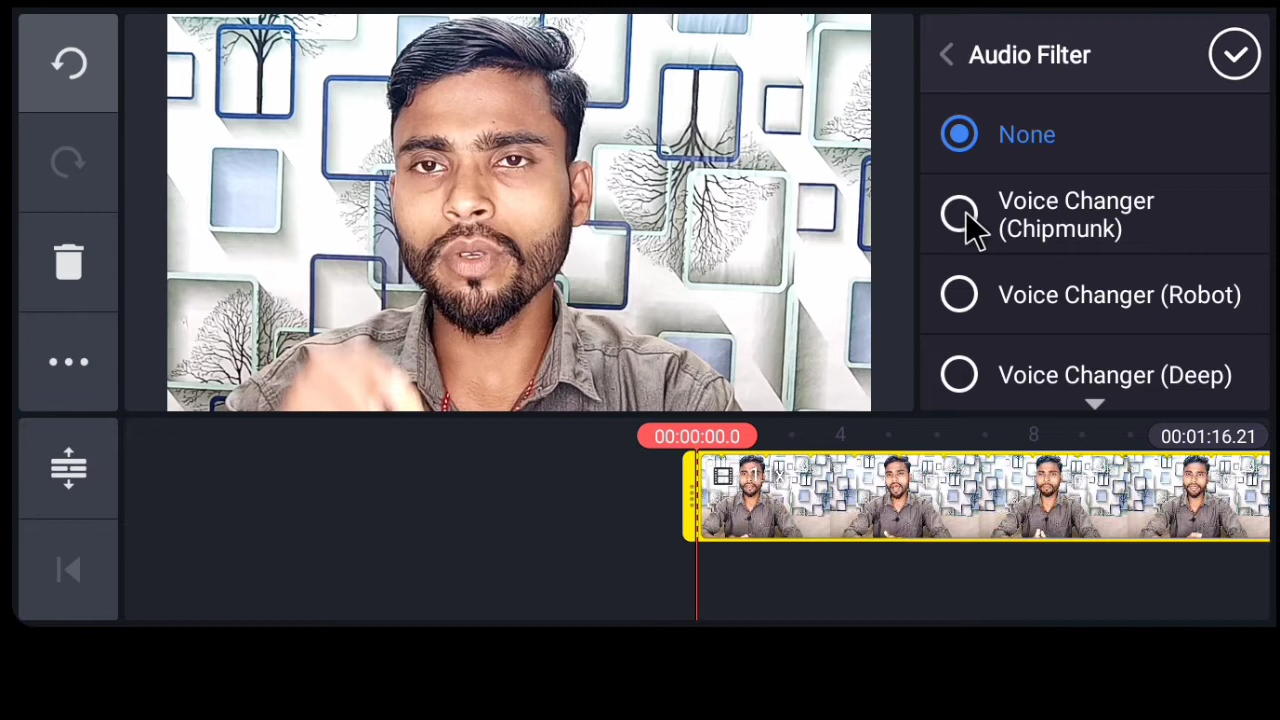 Audio Filter
None
Voice Changer
(Chipmunk)
Voice Changer (Robot)
Voice Changer (Deep)
00:00:00.0
4
8
00:01:16.21